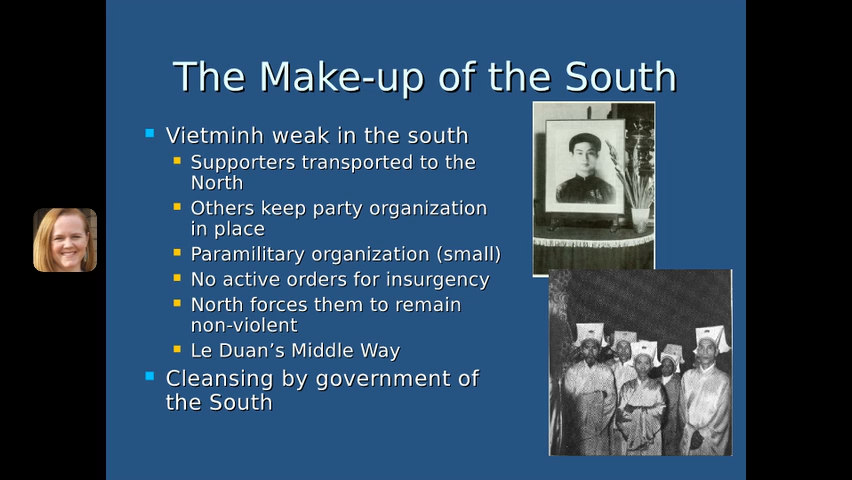 The Make-up of the South
Vietminh weak in the south
Supporters transported to the
North
Others keep party organization
in place
Paramilitary organization (small)
No active orders for insurgency
North forces them to remain
non-violent
Le Duan’s Middle Way
Cleansing by government of
the South